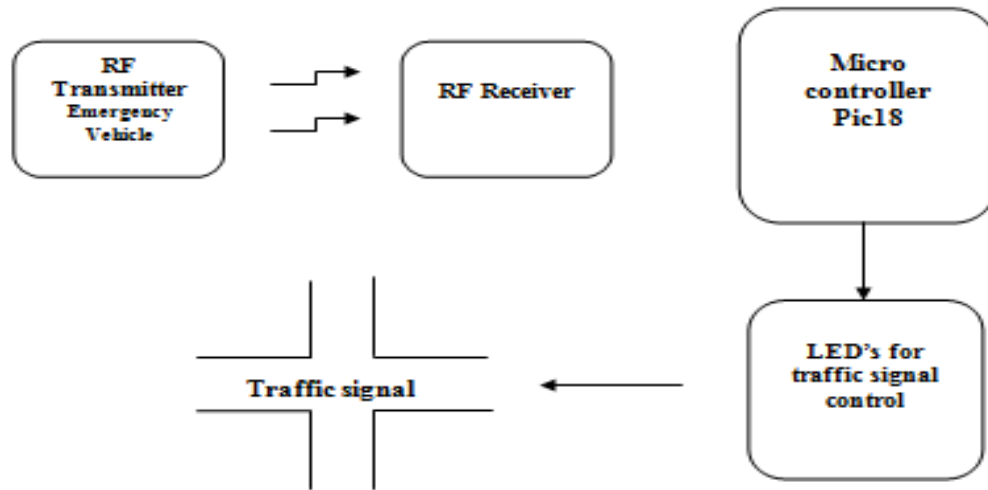 RF
Transmitter
Emergency
Vehicle
RF Receiver
Micro
controller
Pic18
LED's for
traffic signal
control
Traffic signal